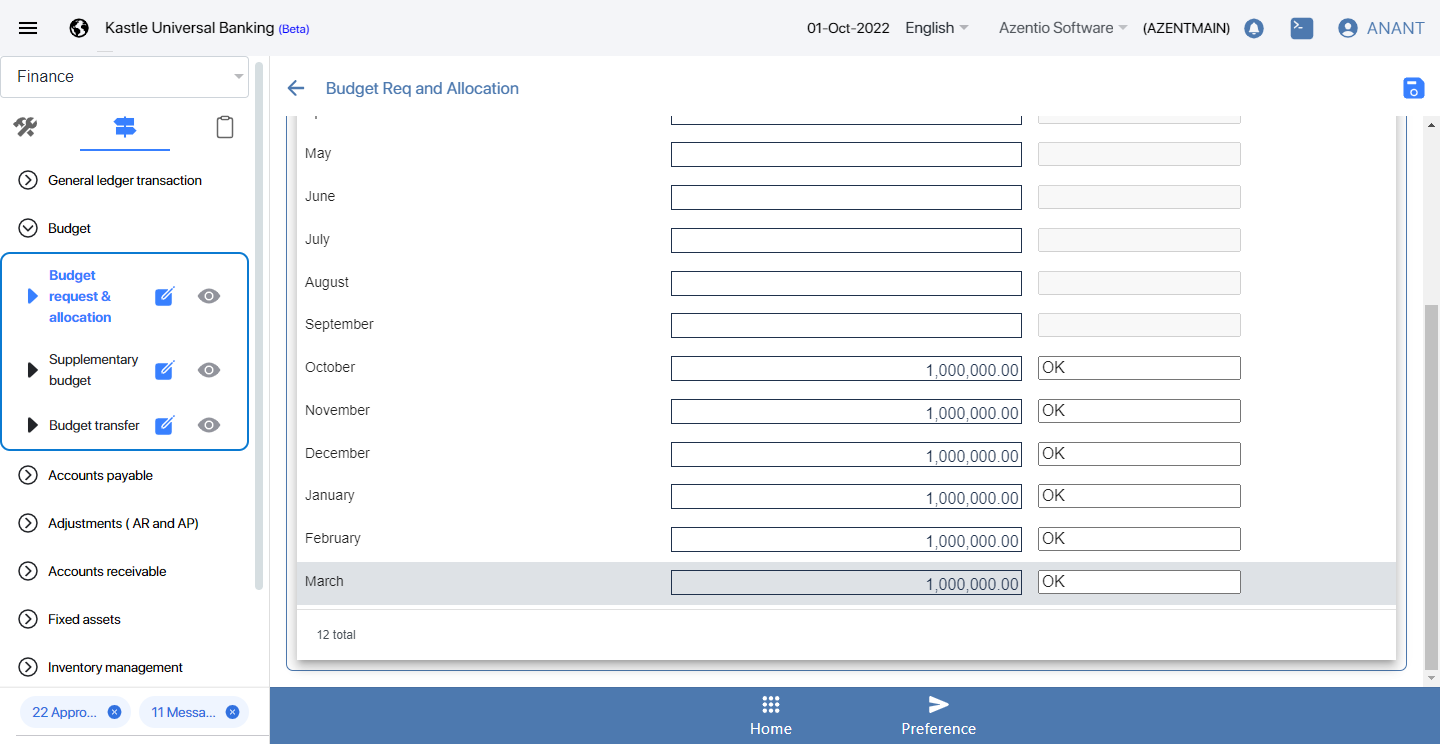 Kastle Universal Banking (Beta)
01-Oct-2022
English
Azentio Software
(AZENTMAIN)
ANANT
Finance
General ledger transaction
Budget
Budget
request &
allocation
Supplementary
budget
Budget transfer
Accounts payable
Adjustments ( AR and AP)
Accounts receivable
Fixed assets
Inventory management
22 Appro...
11 Messa...
Budget Req and Allocation
May
June
July
August
September
October 1,000,000.00 OK
November 1,000,000.00 OK
December 1,000,000.00 OK
January 1,000,000.00 OK
February 1,000,000.00 OK
March 1,000,000.00 OK
12 total
Home
Preference